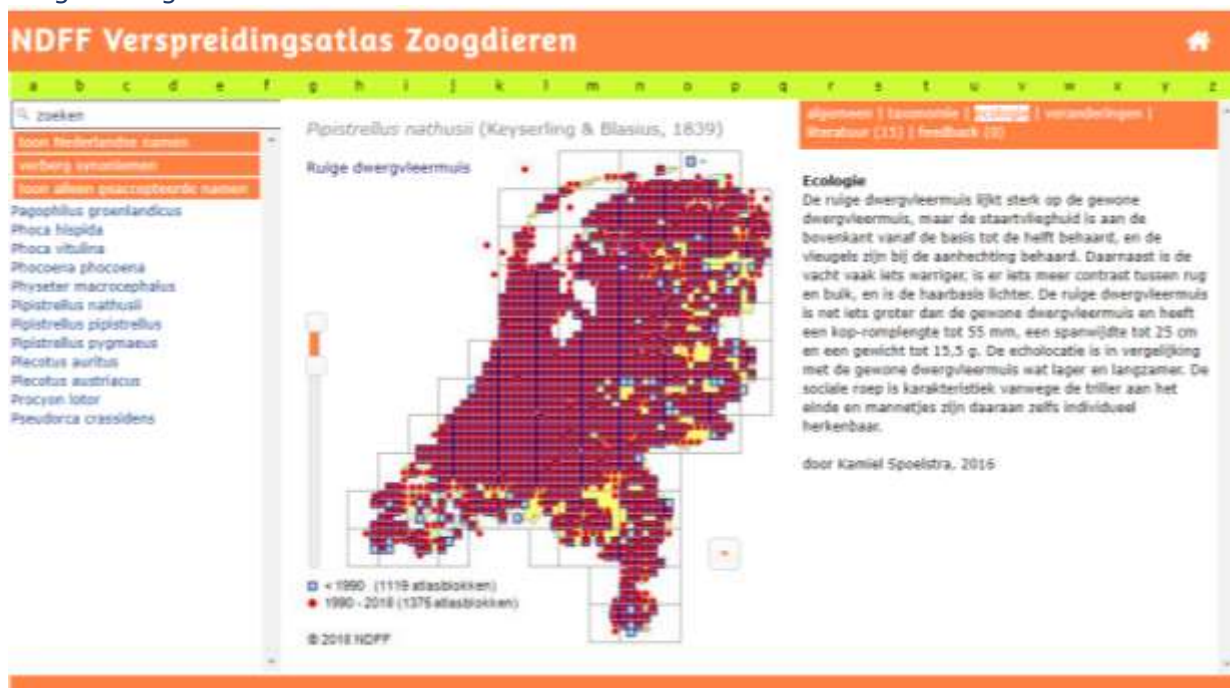 NDFF Verspreidingsatlas Zoogdieren
a b c d e f g h i j k l m n o p q r s t u v w x y z
zoeken
toon Nederlandse namen
verberg synoniemen
toon alleen geaccepteerde namen
Pagophilus groenlandicus
Phoca hispida
Phoca vitulina
Phocoena phocoena
Physeter macrocephalus
Pipistrellus nathusii
Pipistrellus pipistrellus
Pipistrellus pygmaeus
Plecotus auritus
Plecotus austriacus
Procyon lotor
Pseudorca crassidens
Pipistrellus nathusii (Keyserling & Blasius, 1839)
Ruige dwergvleermuis
< 1990 (1119 atlasblokken)
1990 - 2018 (1376 atlasblokken)
© 2018 NDFF
algemeen | taxonomie | ecologie | veranderingen |
literatuur (15) | feedback (0)
Ecologie
De ruige dwergvleermuis lijkt sterk op de gewone
dwergvleermuis, maar de staartvlieghuid is aan de
bovenkant vanaf de basis tot de helft behaard, en de
vleugels zijn bij de aanhechting behaard. Daarnaast is de
vacht vaak iets warriger, is er iets meer contrast tussen rug
en buik, en is de haarbasis lichter. De ruige dwergvleermuis
is net iets groter dan de gewone dwergvleermuis en heeft
een kop-romplengte tot 55 mm, een spanwijdte tot 25 cm
en een gewicht tot 15,5 g. De echolocatie is in vergelijking
met de gewone dwergvleermuis wat lager en langzamer. De
sociale roep is karakteristiek vanwege de triller aan het
einde en mannetjes zijn daaraan zelfs individueel
herkenbaar.
door Kamiel Spoelstra, 2016